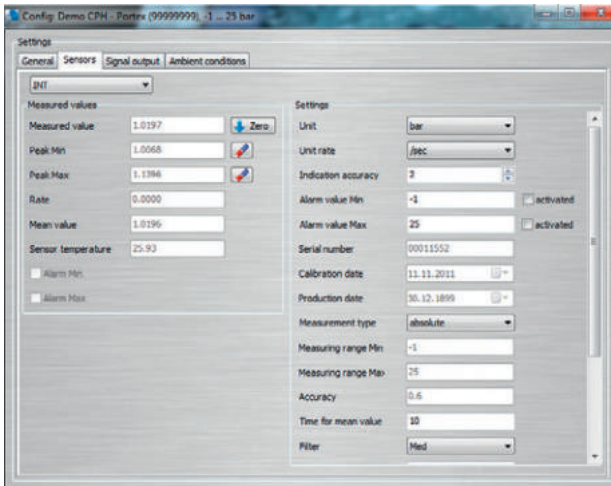 Config: Demo CPH - Portex (99999999), -1 ... 25 bar
Settings
General Sensors Signal output Ambient conditions
INT
Measured values
Measured value 1.0197 Zero
Peak Min 1.0068
Peak Max 1.1396
Rate 0.0000
Mean value 1.0196
Sensor temperature 25.93
Alarm Min
Alarm Max
Settings
Unit bar
Unit rate /sec
Indication accuracy 2
Alarm value Min -1 activated
Alarm value Max 25 activated
Serial number 00011552
Calibration date 11.11.2011
Production date 30.12.1899
Measurement type absolute
Measuring range Min -1
Measuring range Max 25
Accuracy 0.6
Time for mean value 10
Filter Med